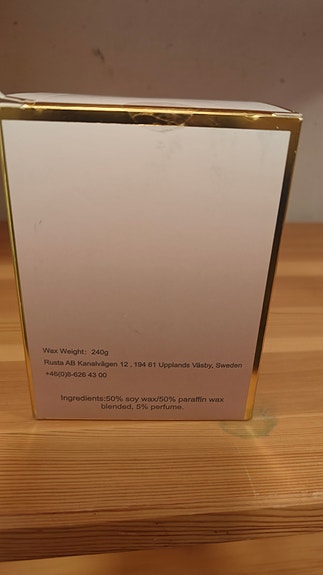 Wax Weight: 240g
Rusta AB Kanalvägen 12 , 194 61 Upplands Väsby, Sweden
+46(0)8-626 43 00
Ingredients:50% soy wax/50% paraffin wax
blended, 5% perfume.